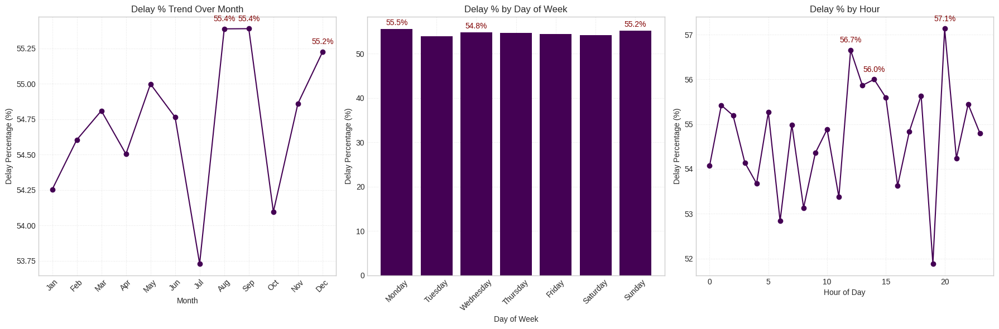 Delay % Trend Over Month
55.4%
55.4%
55.2%
55.25
55.00
54.75
54.50
54.25
54.00
53.75
Delay Percentage (%)
Jan
Feb
Mar
Apr
May
Jun
Jul
Aug
Sep
Oct
Nov
Dec
Month
Delay % by Day of Week
55.5%
54.8%
55.2%
50
40
30
20
10
0
Delay Percentage (%)
Monday
Tuesday
Wednesday
Thursday
Friday
Saturday
Sunday
Day of Week
Delay % by Hour
57.1%
56.7%
56.0%
57
56
55
54
53
52
Delay Percentage (%)
0
5
10
15
20
Hour of Day